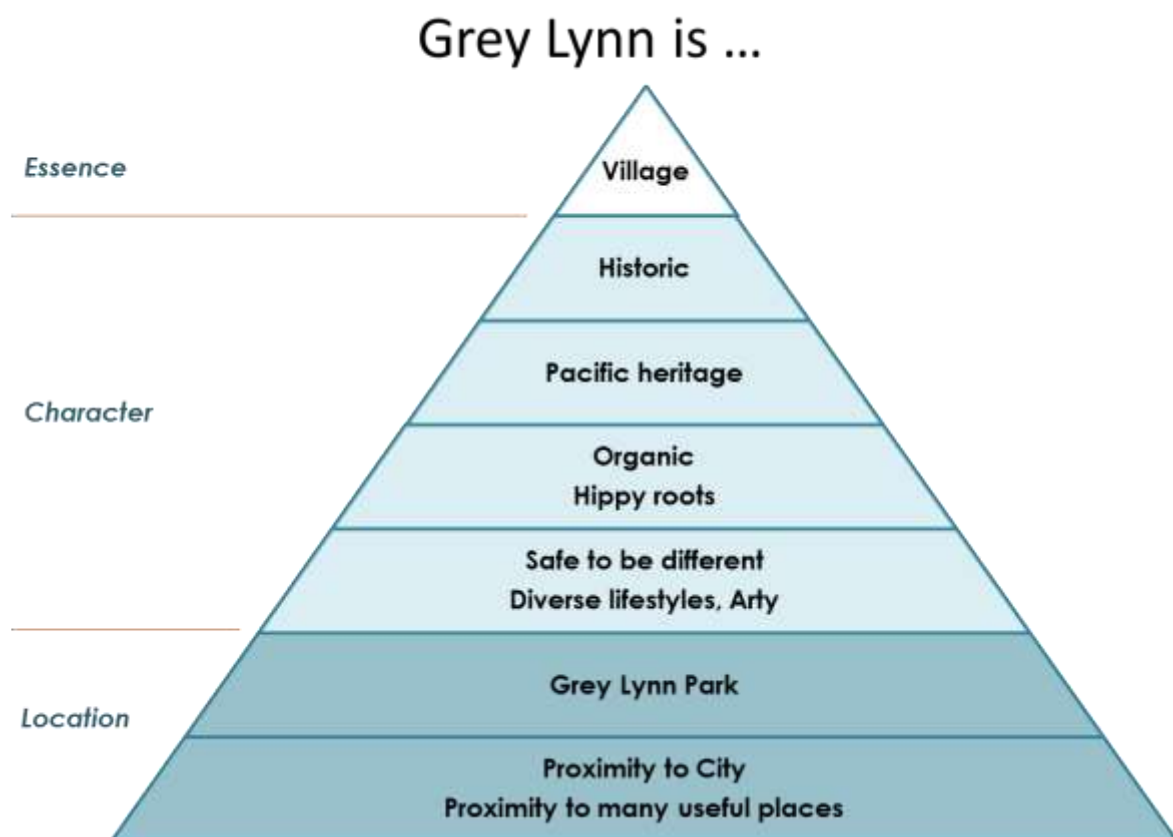 Grey Lynn is ...
Essence
Village
Historic
Pacific heritage
Character
Organic
Hippy roots
Safe to be different
Diverse lifestyles, Arty
Grey Lynn Park
Location
Proximity to City
Proximity to many useful places